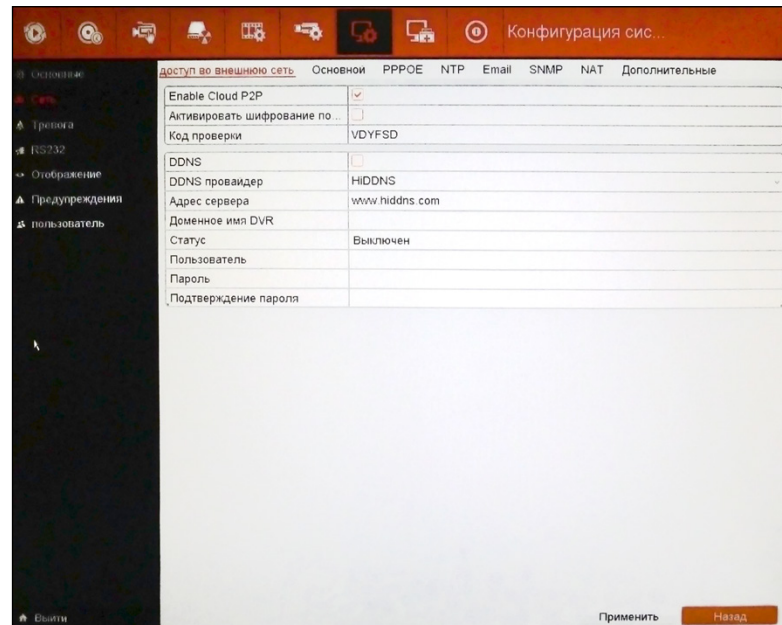 Конфигурация сис...
доступ во внешнюю сеть Основной PPPOE NTP Email SNMP NAT Дополнительные
Основные
Сеть
Тревога
RS232
Отображение
Предупреждения
пользователь
Enable Cloud P2P
Активировать шифрование по ...
Код проверки VDYFSD
DDNS
DDNS провайдер HiDDNS
Адрес сервера www.hiddns.com
Доменное имя DVR
Статус Выключен
Пользователь
Пароль
Подтверждение пароля
Выйти
Применить Назад